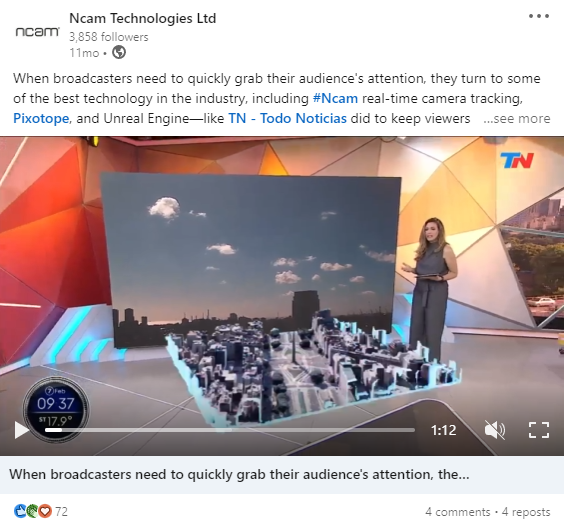 ncam
Ncam Technologies Ltd
3,858 followers
11mo •
When broadcasters need to quickly grab their audience's attention, they turn to some
of the best technology in the industry, including #Ncam real-time camera tracking,
Pixotope, and Unreal Engine—like TN - Todo Noticias did to keep viewers ...see more
TN
7 Feb
09 37
ST 17.9°
1:12
When broadcasters need to quickly grab their audience's attention, the...
72
4 comments • 4 reposts